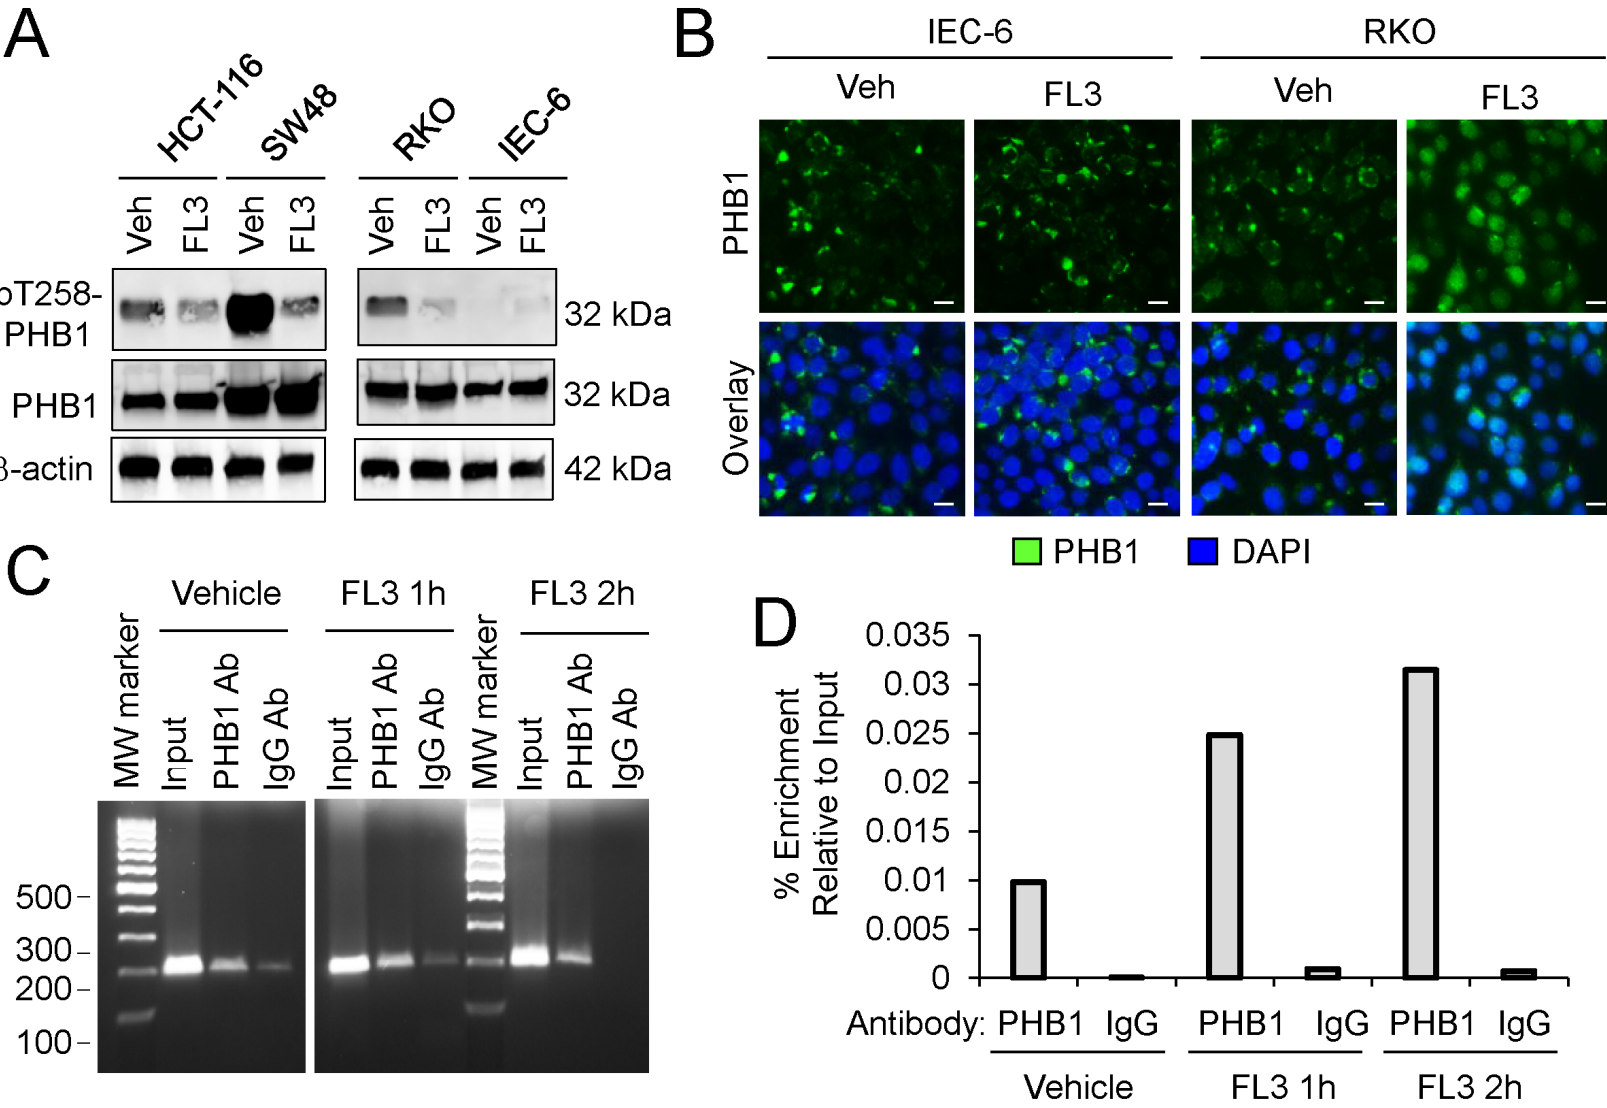 A
HCT-116
SW48
RKO
IEC-6
Veh
FL3
Veh
FL3
Veh
FL3
Veh
FL3
pT258-
PHB1
32 kDa
PHB1
32 kDa
β-actin
42 kDa
B
IEC-6
RKO
Veh
FL3
Veh
FL3
PHB1
Overlay
PHB1
DAPI
C
Vehicle
FL3 1h
FL3 2h
MW marker
Input
PHB1 Ab
IgG Ab
Input
PHB1 Ab
IgG Ab
MW marker
Input
PHB1 Ab
IgG Ab
500
300
200
100
D
% Enrichment
Relative to Input
0.035
0.03
0.025
0.02
0.015
0.01
0.005
0
Antibody: PHB1 IgG PHB1 IgG PHB1 IgG
Vehicle FL3 1h FL3 2h